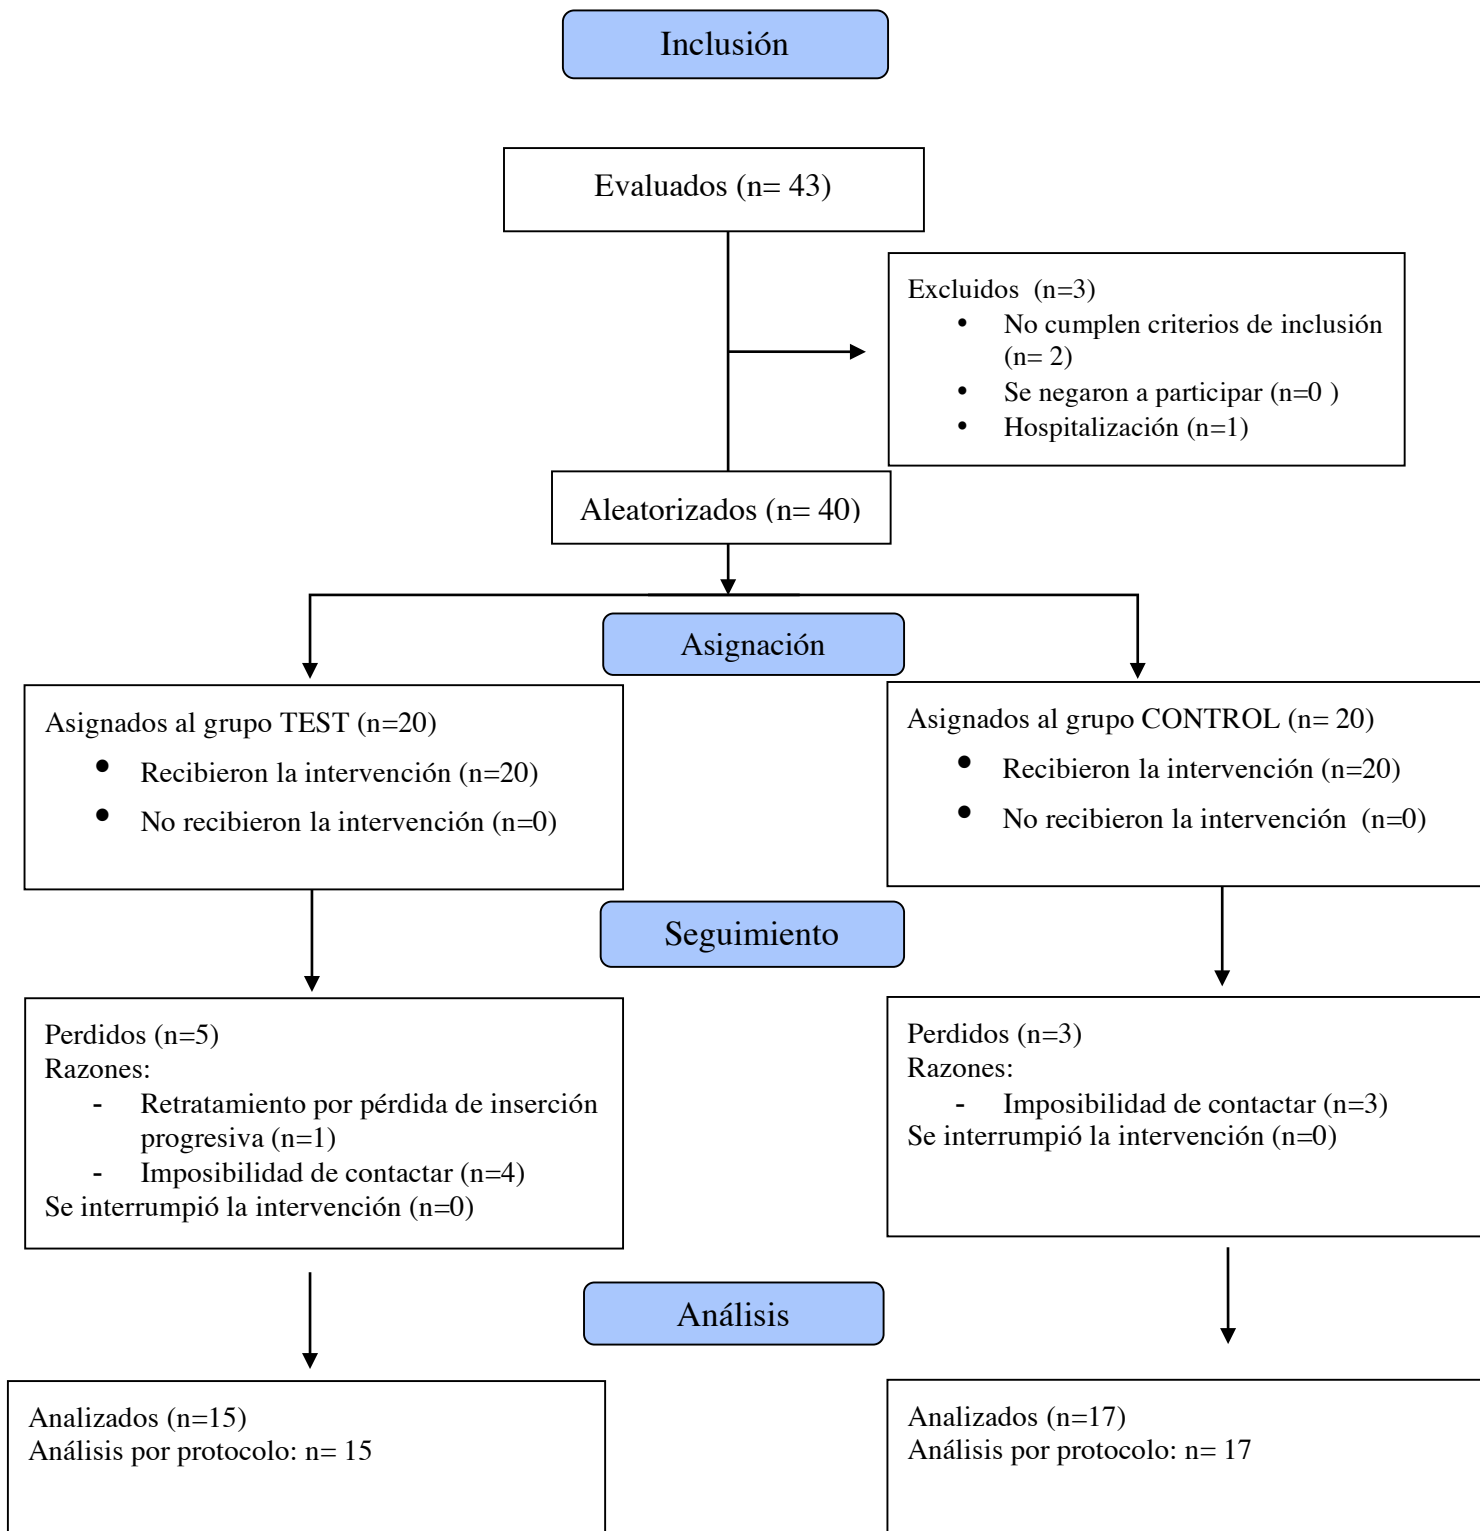 Inclusión
Evaluados (n= 43)
Excluidos  (n=3)
• No cumplen criterios de inclusión
(n= 2)
• Se negaron a participar (n=0 )
• Hospitalización (n=1)
Aleatorizados (n= 40)
Asignación
Asignados al grupo TEST (n=20)
• Recibieron la intervención (n=20)
• No recibieron la intervención (n=0)
Asignados al grupo CONTROL (n= 20)
• Recibieron la intervención (n=20)
• No recibieron la intervención  (n=0)
Seguimiento
Perdidos (n=5)
Razones:
- Retratamiento por pérdida de inserción
progresiva (n=1)
- Imposibilidad de contactar (n=4)
Se interrumpió la intervención (n=0)
Perdidos (n=3)
Razones:
- Imposibilidad de contactar (n=3)
Se interrumpió la intervención (n=0)
Análisis
Analizados (n=15)
Análisis por protocolo: n= 15
Analizados (n=17)
Análisis por protocolo: n= 17